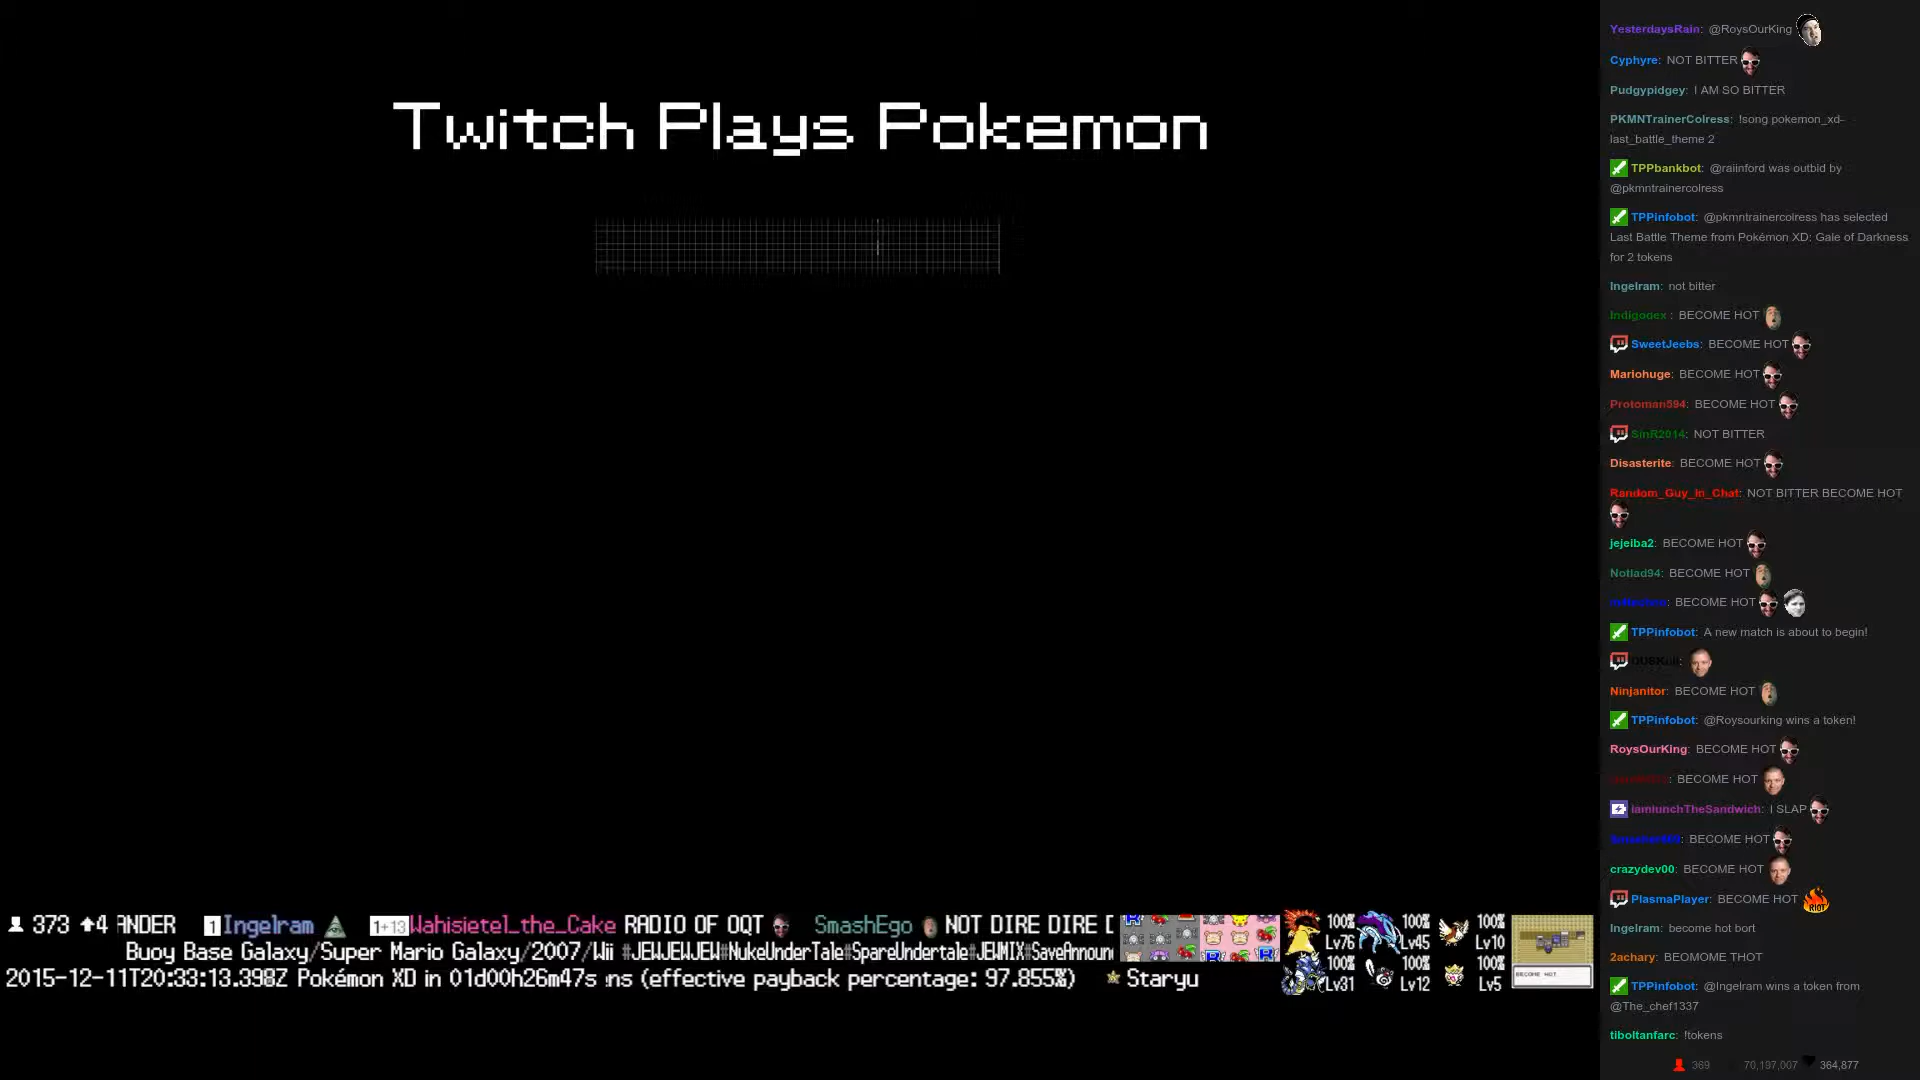 Twitch Plays Pokemon
YesterdaysRain: @RoysOurKing
Cyphyre: NOT BITTER
Pudgypidgey: I AM SO BITTER
PKMNTrainerColress: !song pokemon_xd-
last_battle_theme 2
TPPbankbot: @raiinford was outbid by
@pkmntrainercolress
TPPinfobot: @pkmntrainercolress has selected
Last Battle Theme from Pokémon XD: Gale of Darkness
for 2 tokens
Ingelram: not bitter
Indigodex: BECOME HOT
SweetJeebs: BECOME HOT
Mariohuge: BECOME HOT
Protoman594: BECOME HOT
SinR2014: NOT BITTER
Disasterite: BECOME HOT
Random_Guy_In_Chat: NOT BITTER BECOME HOT
jejeiba2: BECOME HOT
Notlad94: BECOME HOT
BECOME HOT
TPPinfobot: A new match is about to begin!
Ninjanitor: BECOME HOT
TPPinfobot: @Roysourking wins a token!
RoysOurKing: BECOME HOT
BECOME HOT
iamlunchTheSandwich: I SLAP
BECOME HOT
crazydev00: BECOME HOT
PlasmaPlayer: BECOME HOT
Ingelram: become hot bort
2achary: BEOMOME THOT
TPPinfobot: @Ingelram wins a token from
@The_chef1337
tiboltanfarc: !tokens
369 70,197,007 364,877
373 4 ANDER 1 Ingelram 1+13 Wahisietel_the_Cake RADIO OF OQT SmashEgo NOT DIRE DIRE D
Buoy Base Galaxy/Super Mario Galaxy/2007/Wii #JEWJEWJEW#NukeUnderTale#SpareUndertale#JEWMIX#SaveAnnoun
2015-12-11T20:33:13.398Z Pokémon XD in 01d00h26m47s ns (effective payback percentage: 97.855%) Staryu
100% 100% 100%
Lv76 Lv45 Lv10
100% 100% 100%
Lv31 Lv12 Lv5
BECOME HOT